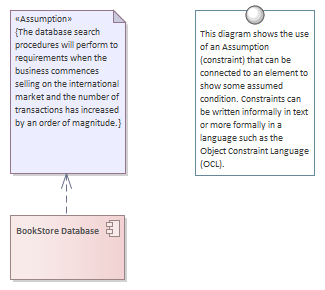 «Assumption»
{The database search
procedures will perform to
requirements when the
business commences
selling on the international
market and the number of
transactions has increased
by an order of magnitude.}
This diagram shows the use
of an Assumption
(constraint) that can be
connected to an element to
show some assumed
condition. Constraints can
be written informally in text
or more formally in a
language such as the
Object Constraint Language
(OCL).
BookStore Database